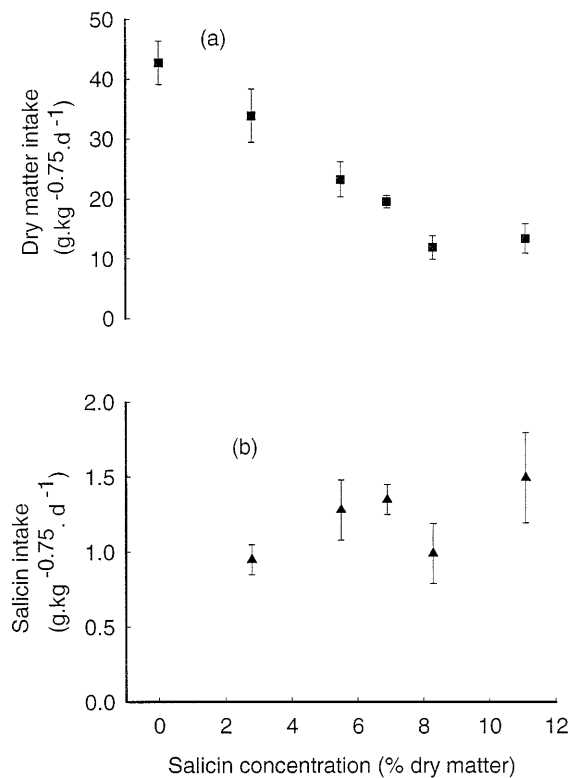 (a)
Dry matter intake
(g.kg -0.75.d -1)
50
40
30
20
10
0
(b)
Salicin intake
(g.kg -0.75. d -1)
2.0
1.5
1.0
0.5
0.0
0 2 4 6 8 10 12
Salicin concentration (% dry matter)